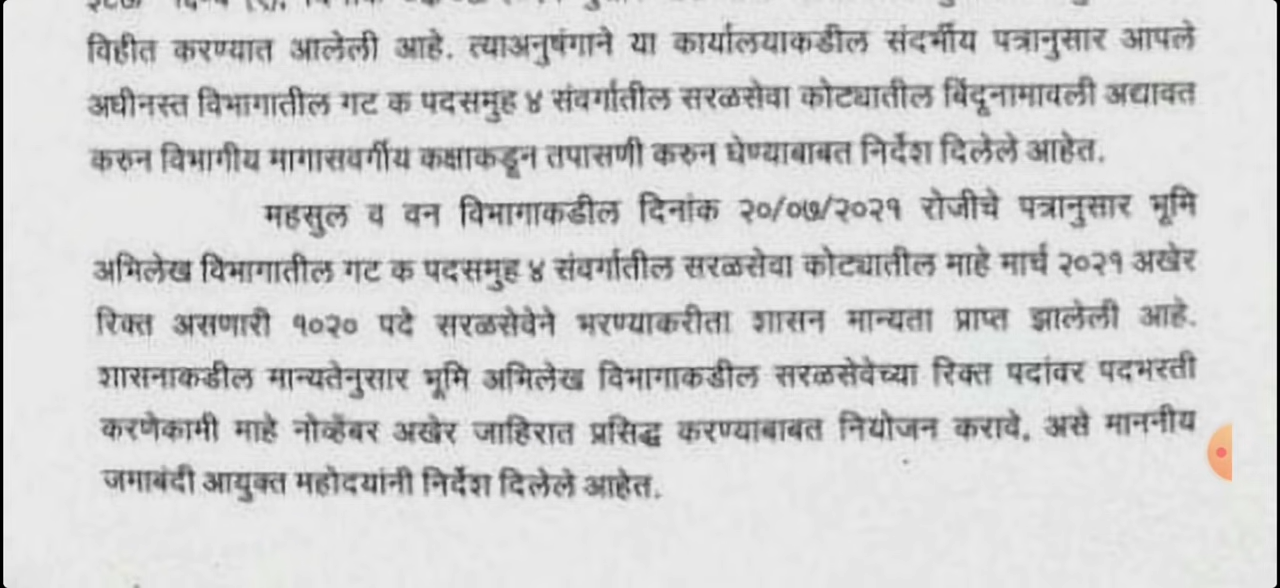 विहीत करण्यात आलेली आहे. त्याअनुषंगाने या कार्यालयाकडील संदर्भीय पत्रानुसार आपले
अधीनस्त विभागातील गट क पदसमुह ४ संवर्गातील सरळसेवा कोट्यातील बिंदूनामावली अद्यावत
करुन विभागीय मागासवर्गीय कक्षाकडून तपासणी करुन घेण्याबाबत निर्देश दिलेले आहेत.
महसुल व वन विभागाकडील दिनांक २०/०७/२०२१ रोजीचे पत्रानुसार भूमि
अभिलेख विभागातील गट क पदसमुह ४ संवर्गातील सरळसेवा कोट्यातील माहे मार्च २०२१ अखेर
रिक्त असणारी १०२० पदे सरळसेवेने भरण्याकरीता शासन मान्यता प्राप्त झालेली आहे.
शासनाकडील मान्यतेनुसार भूमि अभिलेख विभागाकडील सरळसेवेच्या रिक्त पदांवर पदभरती
करणेकामी माहे नोव्हेंबर अखेर जाहिरात प्रसिद्ध करण्याबाबत नियोजन करावे, असे माननीय
जमाबंदी आयुक्त महोदयांनी निर्देश दिलेले आहेत.